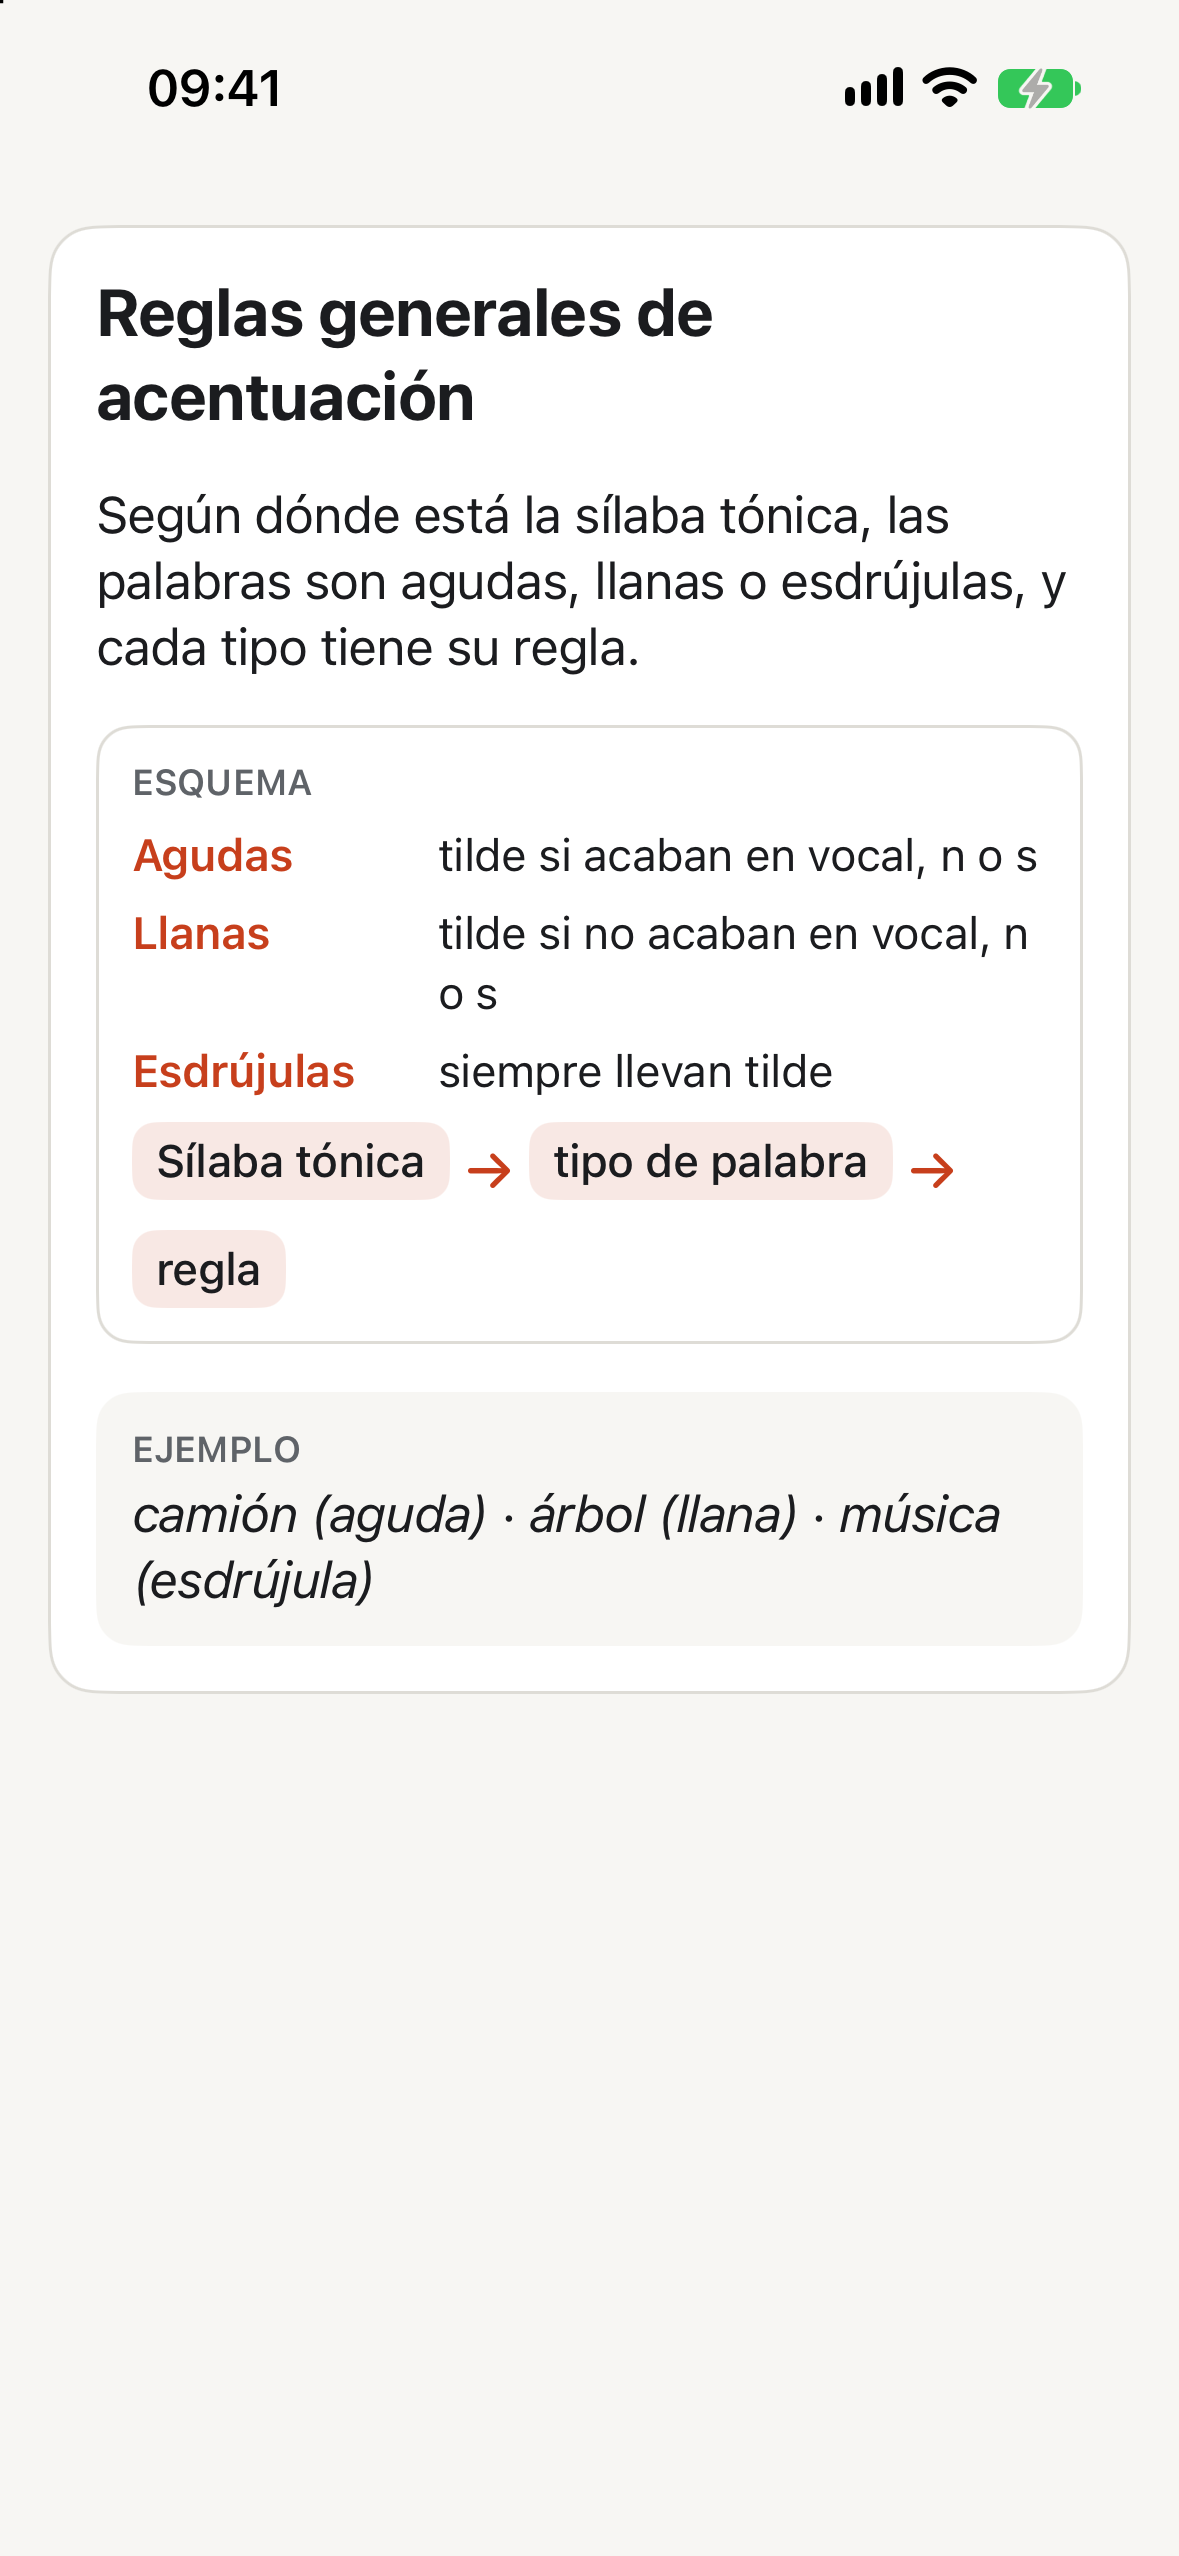 09:41
Reglas generales de
acentuación
Según dónde está la sílaba tónica, las
palabras son agudas, llanas o esdrújulas, y
cada tipo tiene su regla.
ESQUEMA
Agudas tilde si acaban en vocal, n o s
Llanas tilde si no acaban en vocal, n
o s
Esdrújulas siempre llevan tilde
Sílaba tónica → tipo de palabra →
regla
EJEMPLO
camión (aguda) · árbol (llana) · música
(esdrújula)